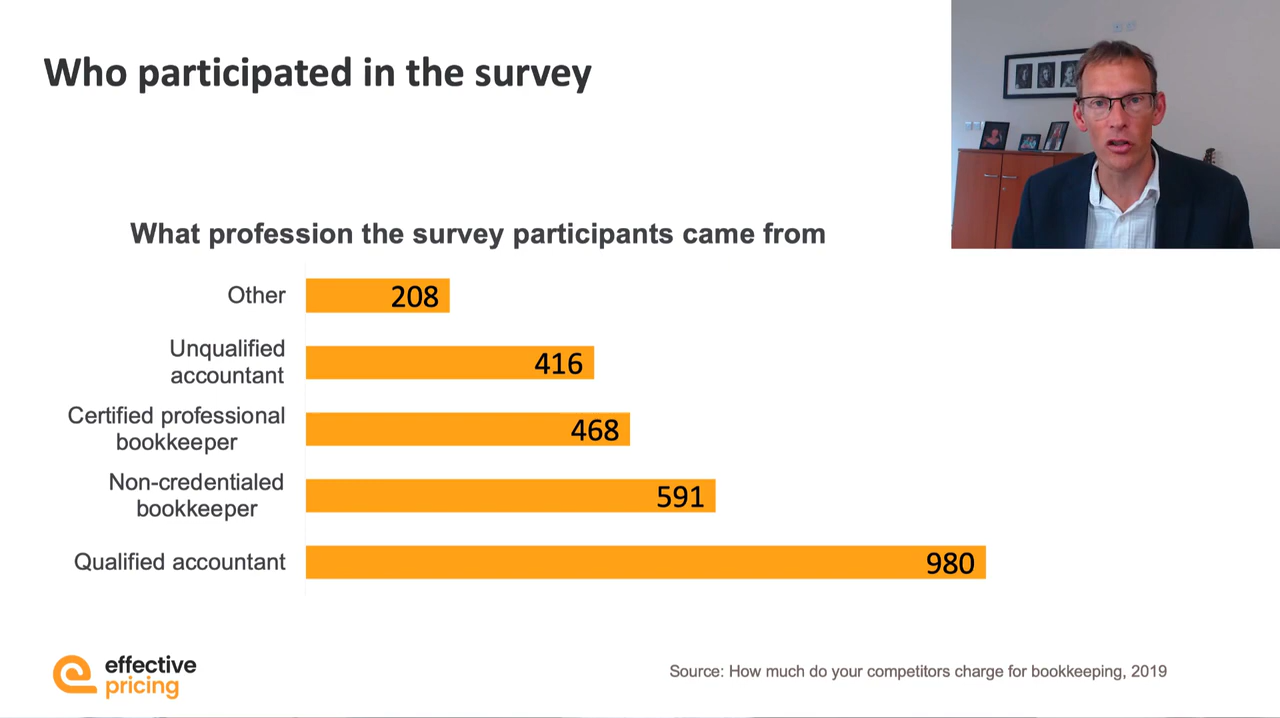 Who participated in the survey
What profession the survey participants came from
Other
208
Unqualified
accountant
416
Certified professional
bookkeeper
468
Non-credentialed
bookkeeper
591
Qualified accountant
980
effective
pricing
Source: How much do your competitors charge for bookkeeping, 2019